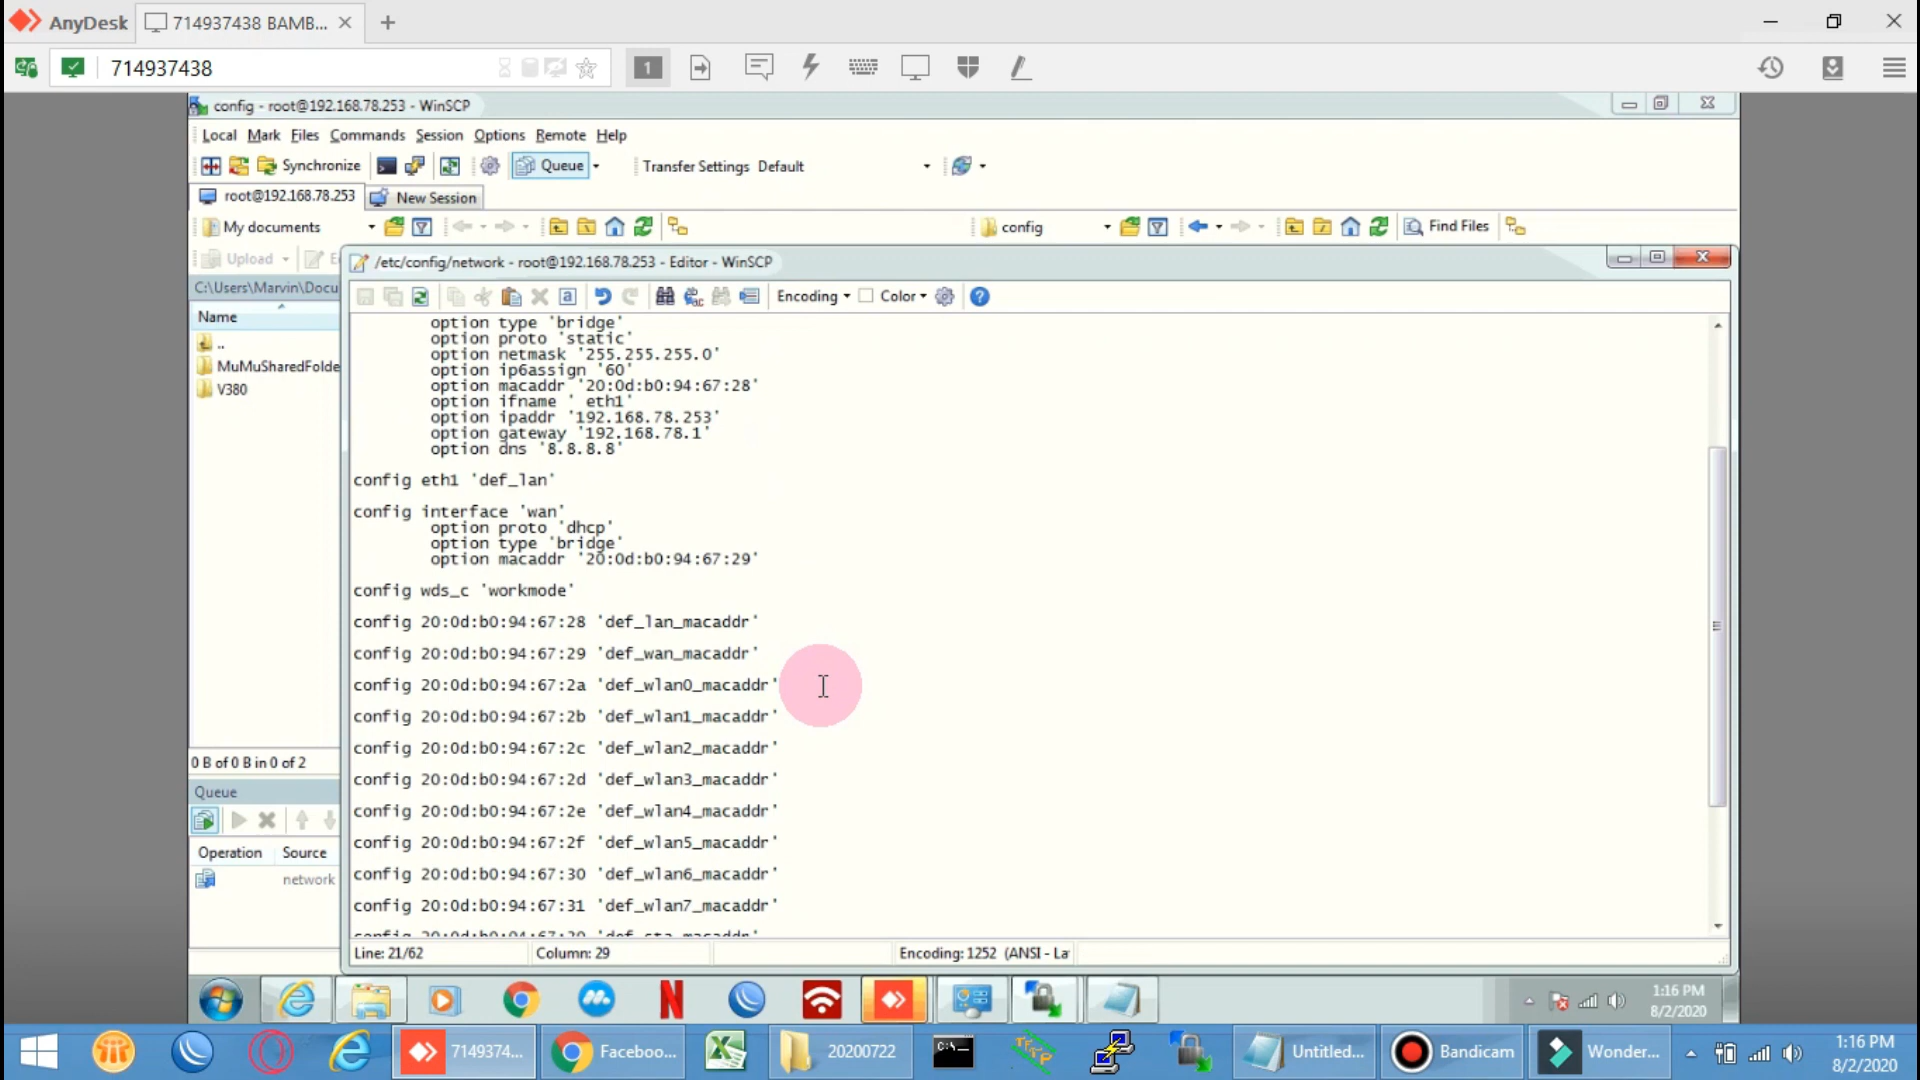 AnyDesk
714937438 BAMB...
714937438
1
config - root@192.168.78.253 - WinSCP
Local Mark Files Commands Session Options Remote Help
Synchronize
Queue
Transfer Settings Default
root@192.168.78.253
New Session
My documents
config
Find Files
Upload
/etc/config/network - root@192.168.78.253 - Editor - WinSCP
C:\Users\Marvin\Docu
Encoding
Color
Name
..
MuMuSharedFolde
V380
option type 'bridge'
option proto 'static'
option netmask '255.255.255.0'
option ip6assign '60'
option macaddr '20:0d:b0:94:67:28'
option ifname ' eth1'
option ipaddr '192.168.78.253'
option gateway '192.168.78.1'
option dns '8.8.8.8'
config eth1 'def_lan'
config interface 'wan'
option proto 'dhcp'
option type 'bridge'
option macaddr '20:0d:b0:94:67:29'
config wds_c 'workmode'
config 20:0d:b0:94:67:28 'def_lan_macaddr'
config 20:0d:b0:94:67:29 'def_wan_macaddr'
config 20:0d:b0:94:67:2a 'def_wlan0_macaddr'
config 20:0d:b0:94:67:2b 'def_wlan1_macaddr'
config 20:0d:b0:94:67:2c 'def_wlan2_macaddr'
config 20:0d:b0:94:67:2d 'def_wlan3_macaddr'
config 20:0d:b0:94:67:2e 'def_wlan4_macaddr'
config 20:0d:b0:94:67:2f 'def_wlan5_macaddr'
config 20:0d:b0:94:67:30 'def_wlan6_macaddr'
config 20:0d:b0:94:67:31 'def_wlan7_macaddr'
0 B of 0 B in 0 of 2
Queue
Operation Source
network
Line: 21/62
Column: 29
Encoding: 1252 (ANSI - La
1:16 PM
8/2/2020
7149374...
Faceboo...
20200722
C:\_
TFTP
Untitled...
Bandicam
Wonder...
1:16 PM
8/2/2020